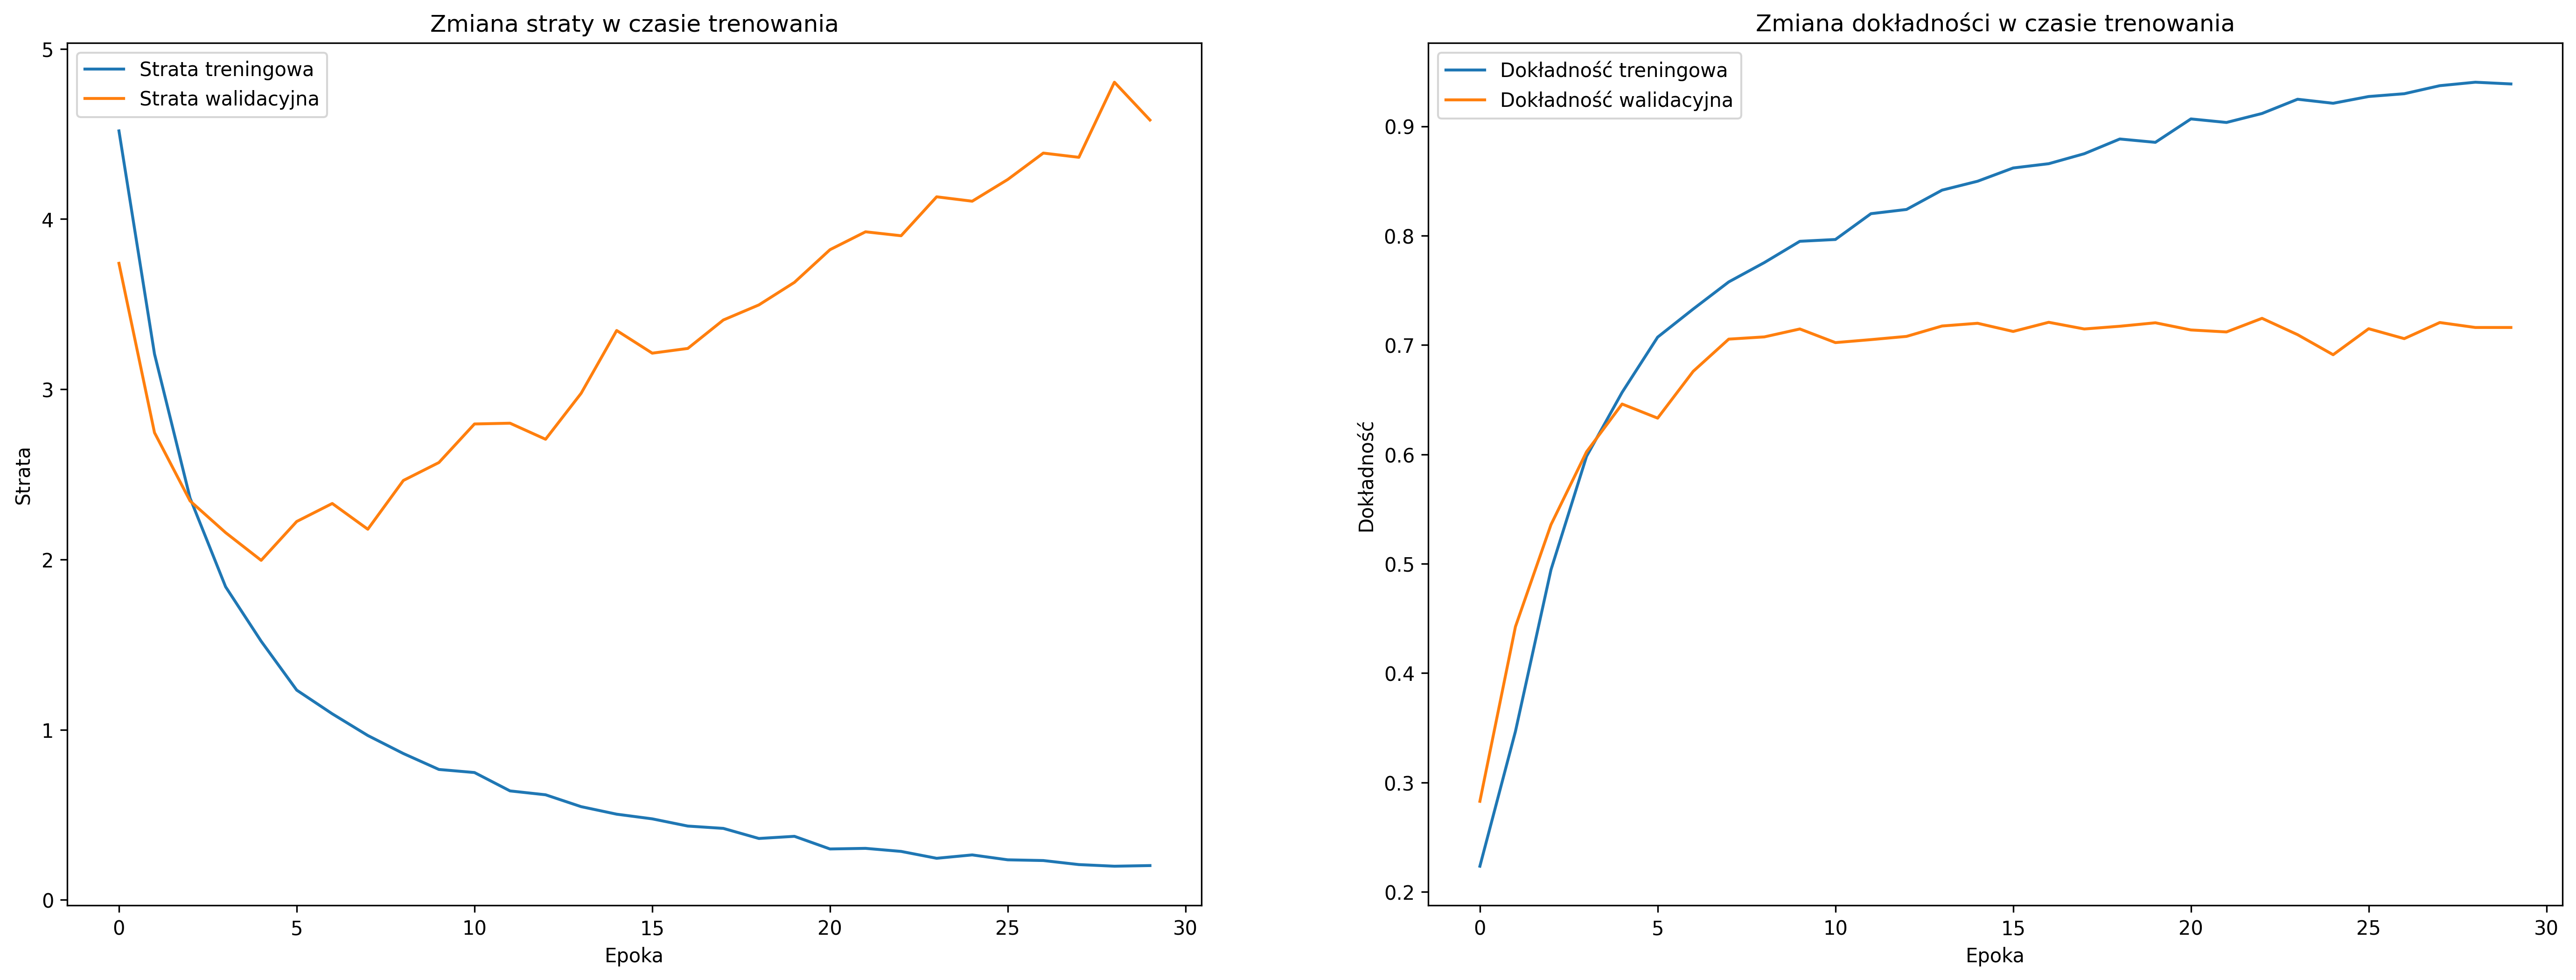 Zmiana straty w czasie trenowania
Strata treningowa
Strata walidacyjna
5
4
3
2
1
0
Strata
0 5 10 15 20 25 30
Epoka
Zmiana dokładności w czasie trenowania
Dokładność treningowa
Dokładność walidacyjna
0.9
0.8
0.7
0.6
0.5
0.4
0.3
0.2
Dokładność
0 5 10 15 20 25 30
Epoka